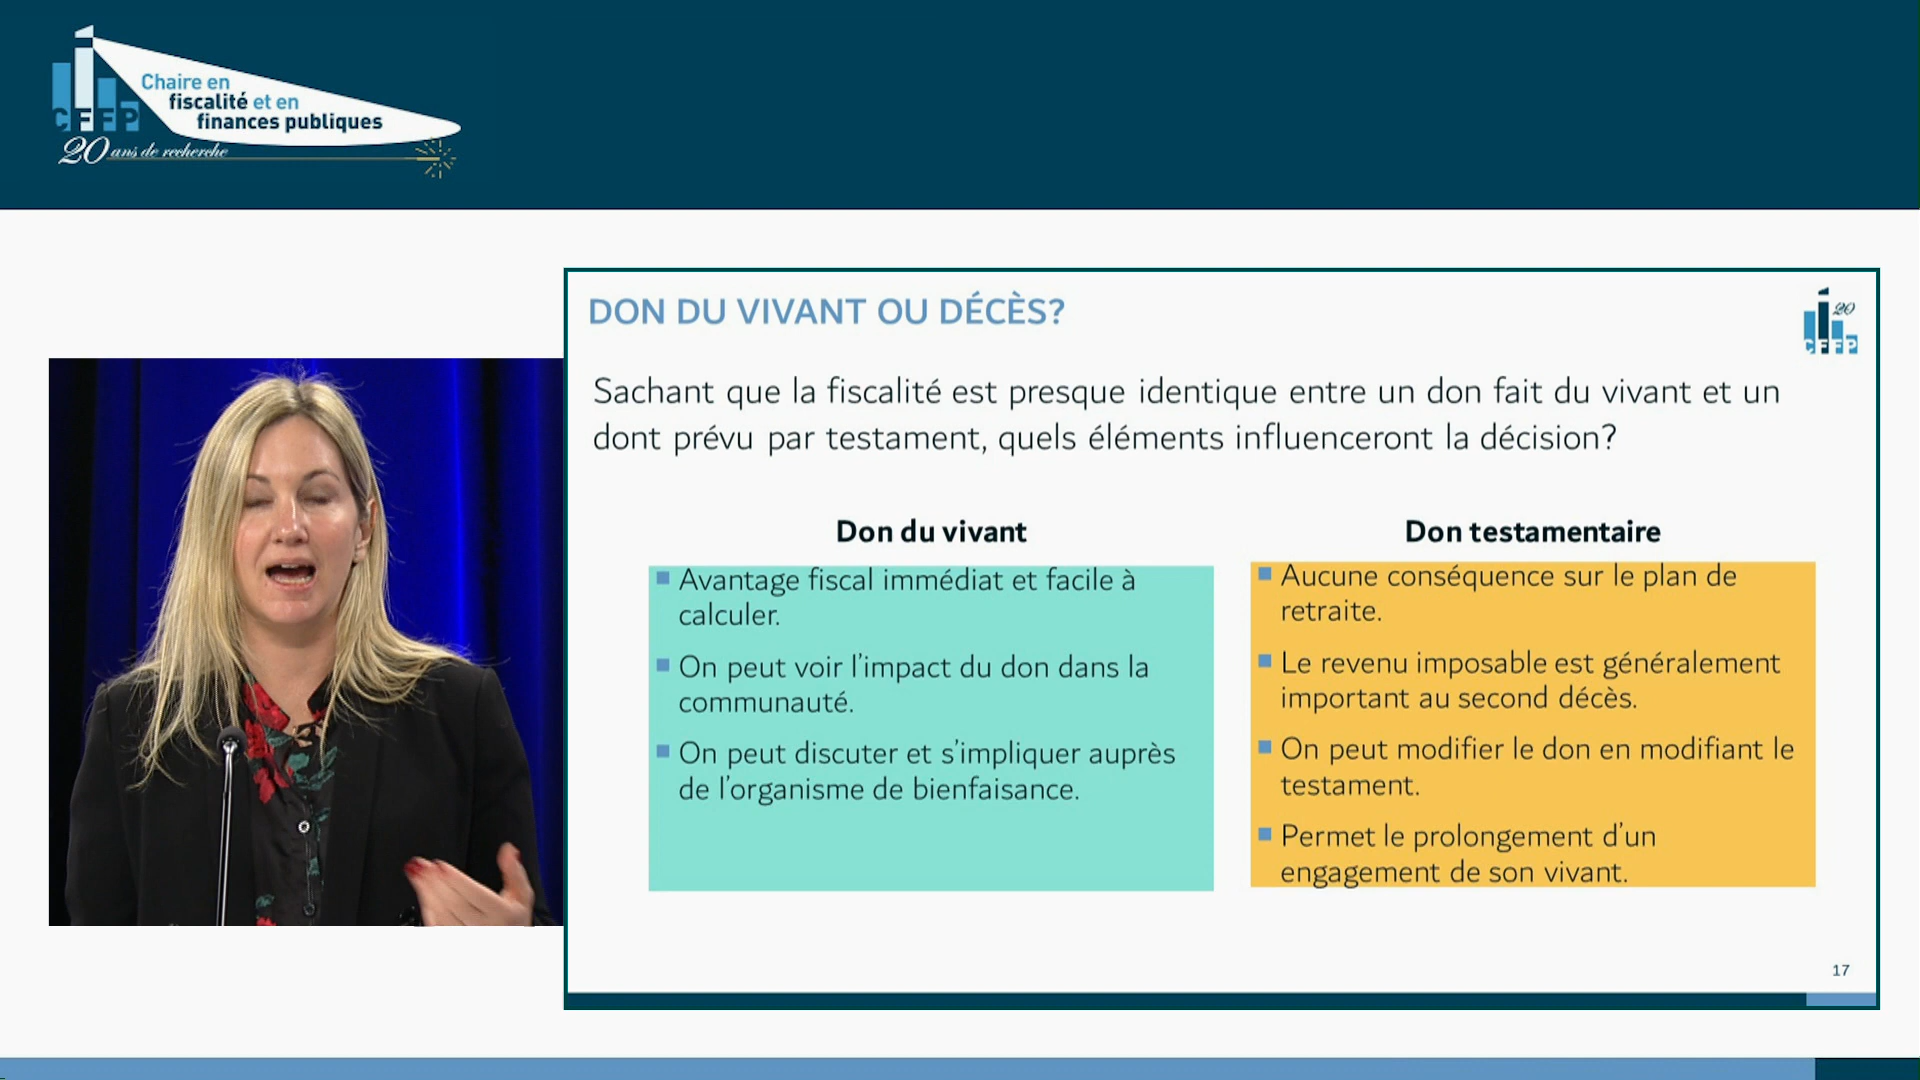 Chaire en
fiscalité et en
finances publiques
CFFP
20 ans de recherche
DON DU VIVANT OU DÉCÈS?
20
CFFP
Sachant que la fiscalité est presque identique entre un don fait du vivant et un
dont prévu par testament, quels éléments influenceront la décision?
Don du vivant
Avantage fiscal immédiat et facile à
calculer.
On peut voir l'impact du don dans la
communauté.
On peut discuter et s'impliquer auprès
de l'organisme de bienfaisance.
Don testamentaire
Aucune conséquence sur le plan de
retraite.
Le revenu imposable est généralement
important au second décès.
On peut modifier le don en modifiant le
testament.
Permet le prolongement d'un
engagement de son vivant.
17